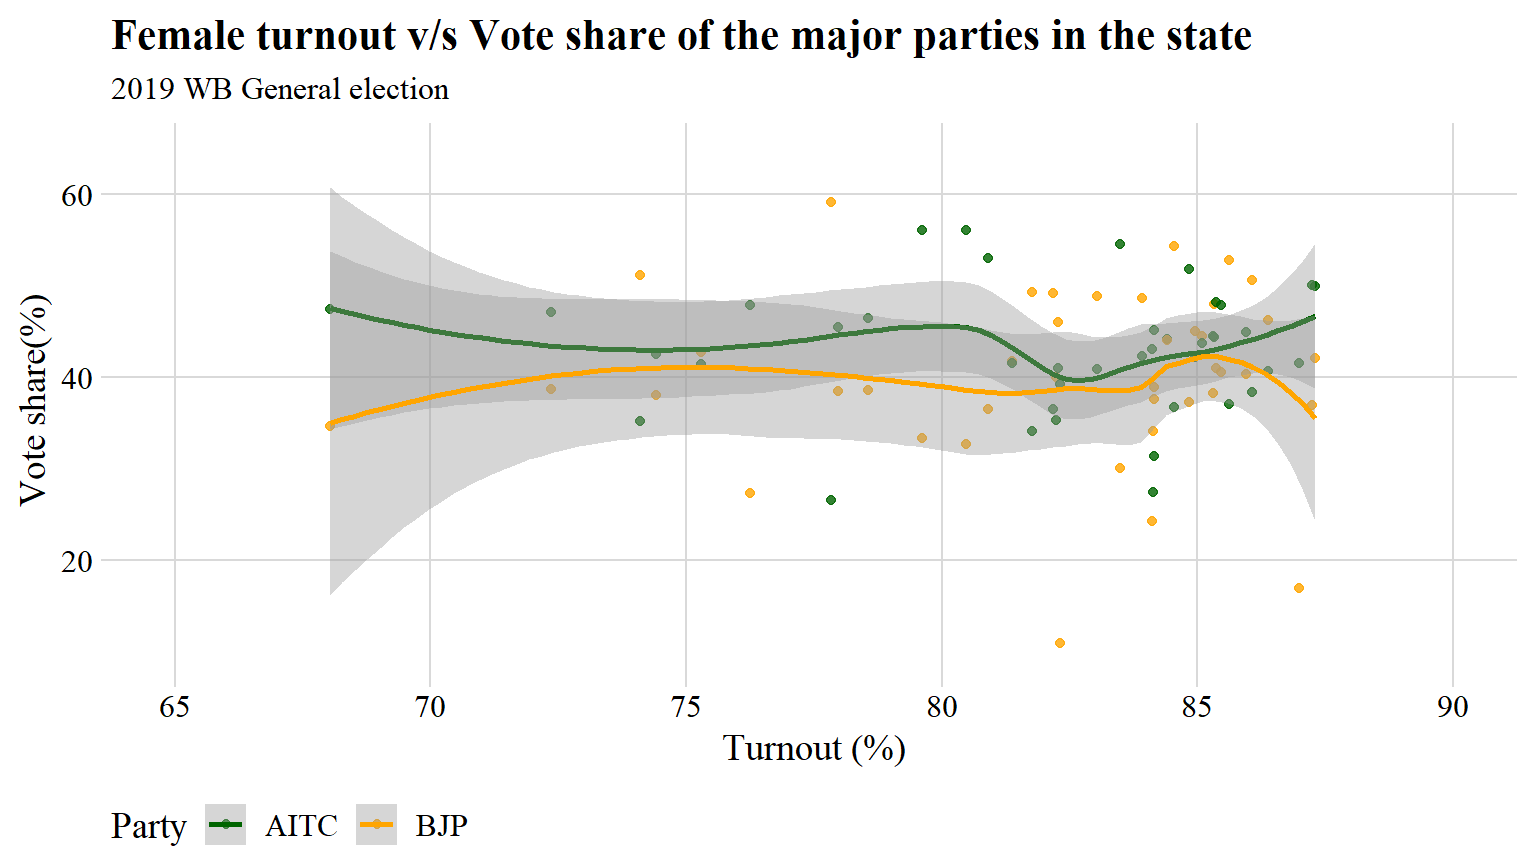 Female turnout v/s Vote share of the major parties in the state
2019 WB General election
Vote share(%)
60
40
20
65 70 75 80 85 90
Turnout (%)
Party AITC BJP